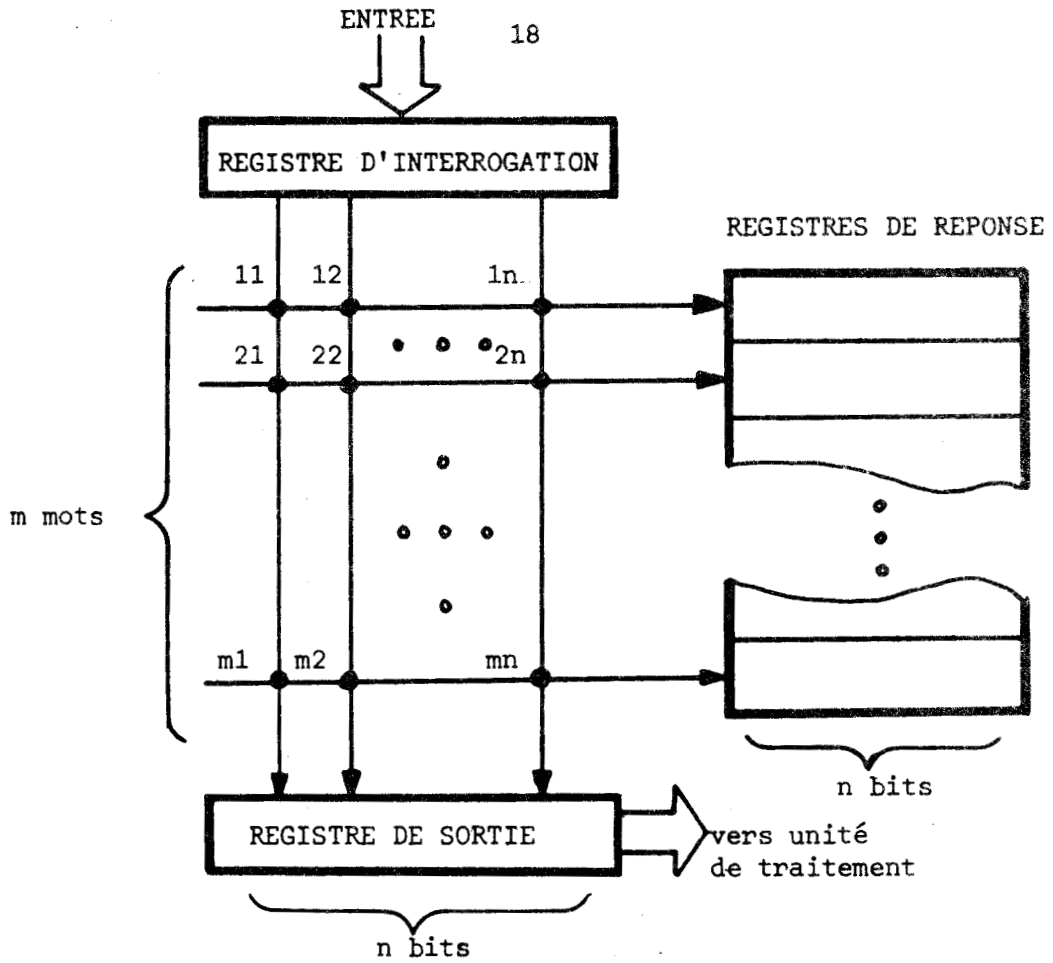 ENTREE
18
REGISTRE D'INTERROGATION
REGISTRES DE REPONSE
11 12 1n
21 22 2n
m mots
m1 m2 mn
n bits
REGISTRE DE SORTIE
vers unité
de traitement
n bits